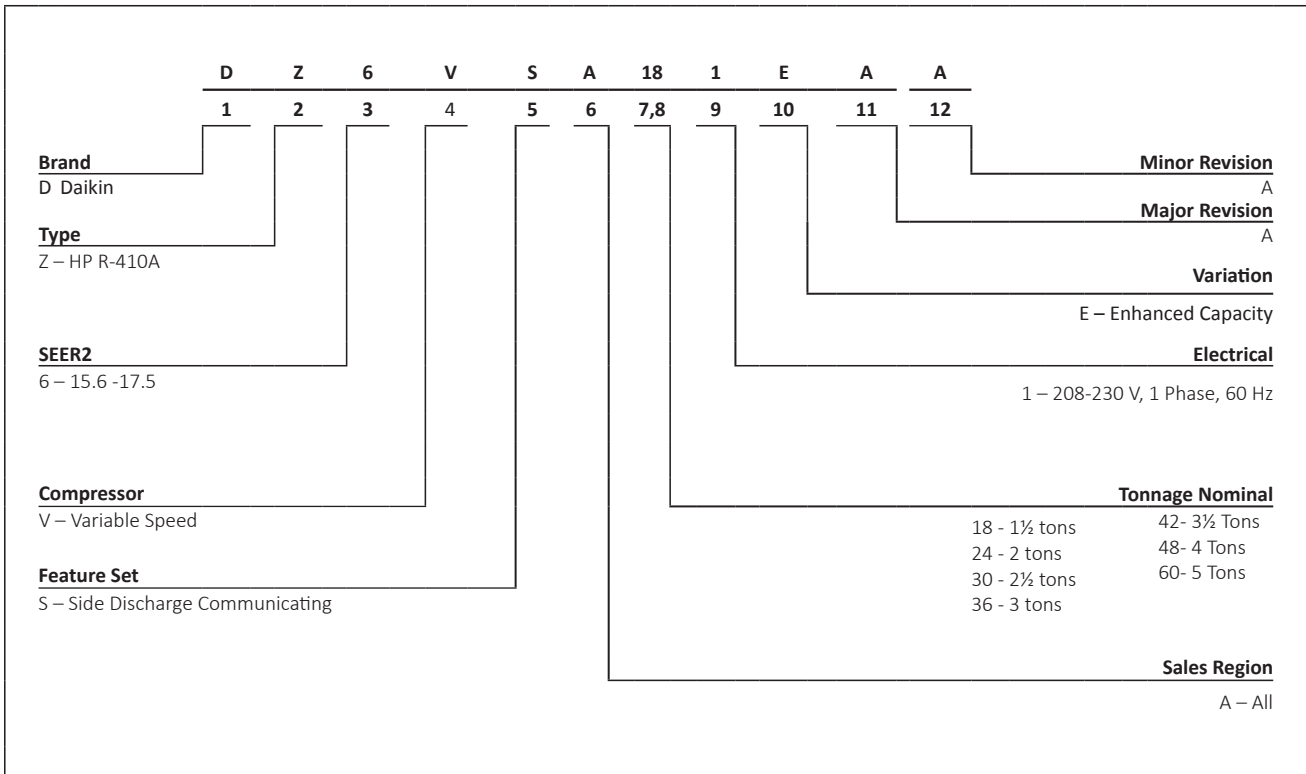 D Z 6 V S A 18 1 E A A
1 2 3 4 5 6 7,8 9 10 11 12
Brand
D Daikin
Type
Z – HP R-410A
SEER2
6 – 15.6 -17.5
Compressor
V – Variable Speed
Feature Set
S – Side Discharge Communicating
Minor Revision
A
Major Revision
A
Variation
E – Enhanced Capacity
Electrical
1 – 208-230 V, 1 Phase, 60 Hz
Tonnage Nominal
18 - 1½ tons
24 - 2 tons
30 - 2½ tons
36 - 3 tons
42- 3½ Tons
48- 4 Tons
60- 5 Tons
Sales Region
A – All